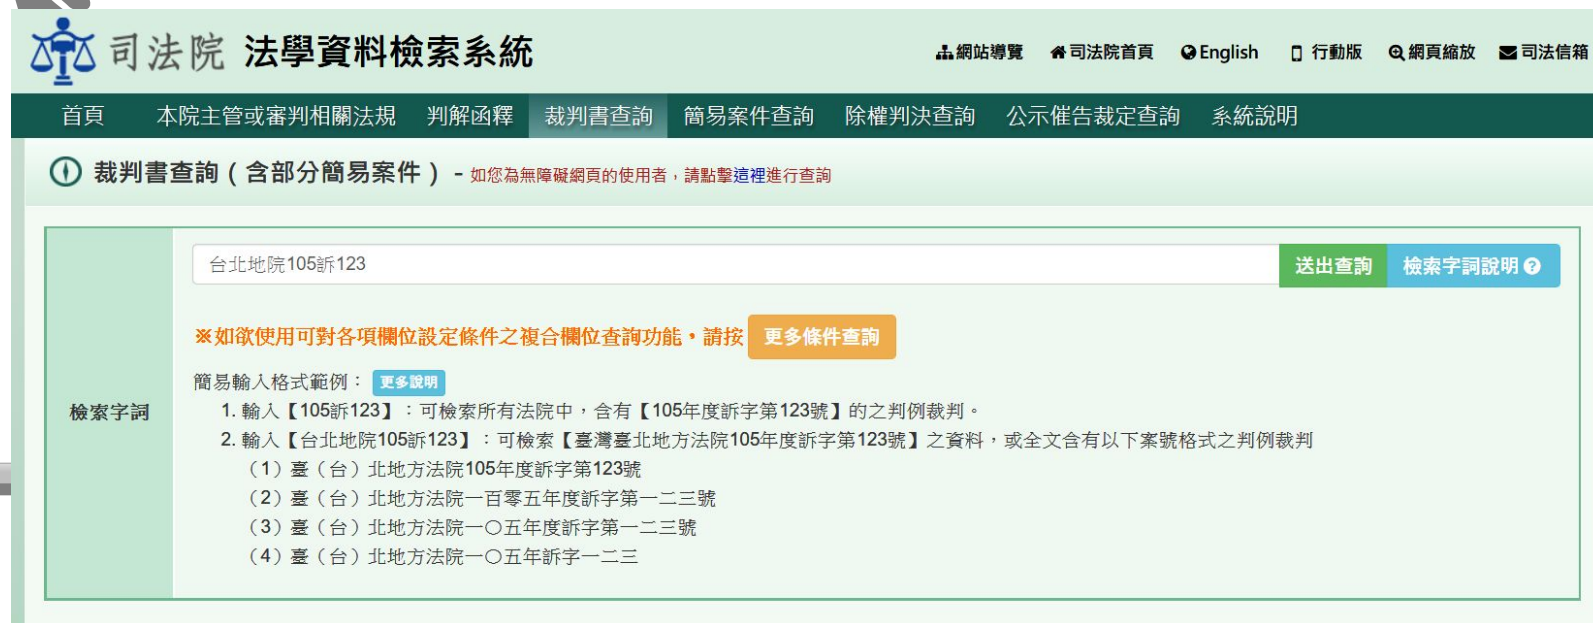 司法院 法學資料檢索系統
網站導覽 司法院首頁 English 行動版 網頁縮放 司法信箱
首頁 本院主管或審判相關法規 判解函釋 裁判書查詢 簡易案件查詢 除權判決查詢 公示催告裁定查詢 系統說明
裁判書查詢（含部分簡易案件） - 如您為無障礙網頁的使用者，請點擊這裡進行查詢
台北地院105訴123 送出查詢 檢索字詞說明
※如欲使用可對各項欄位設定條件之複合欄位查詢功能，請按 更多條件查詢
簡易輸入格式範例： 更多說明
檢索字詞
1. 輸入【105訴123】：可檢索所有法院中，含有【105年度訴字第123號】的之判例裁判。
2. 輸入【台北地院105訴123】：可檢索【臺灣臺北地方法院105年度訴字第123號】之資料，或全文含有以下案號格式之判例裁判
（1）臺（台）北地方法院105年度訴字第123號
（2）臺（台）北地方法院一百零五年度訴字第一二三號
（3）臺（台）北地方法院一○五年度訴字第一二三號
（4）臺（台）北地方法院一○五年訴字一二三